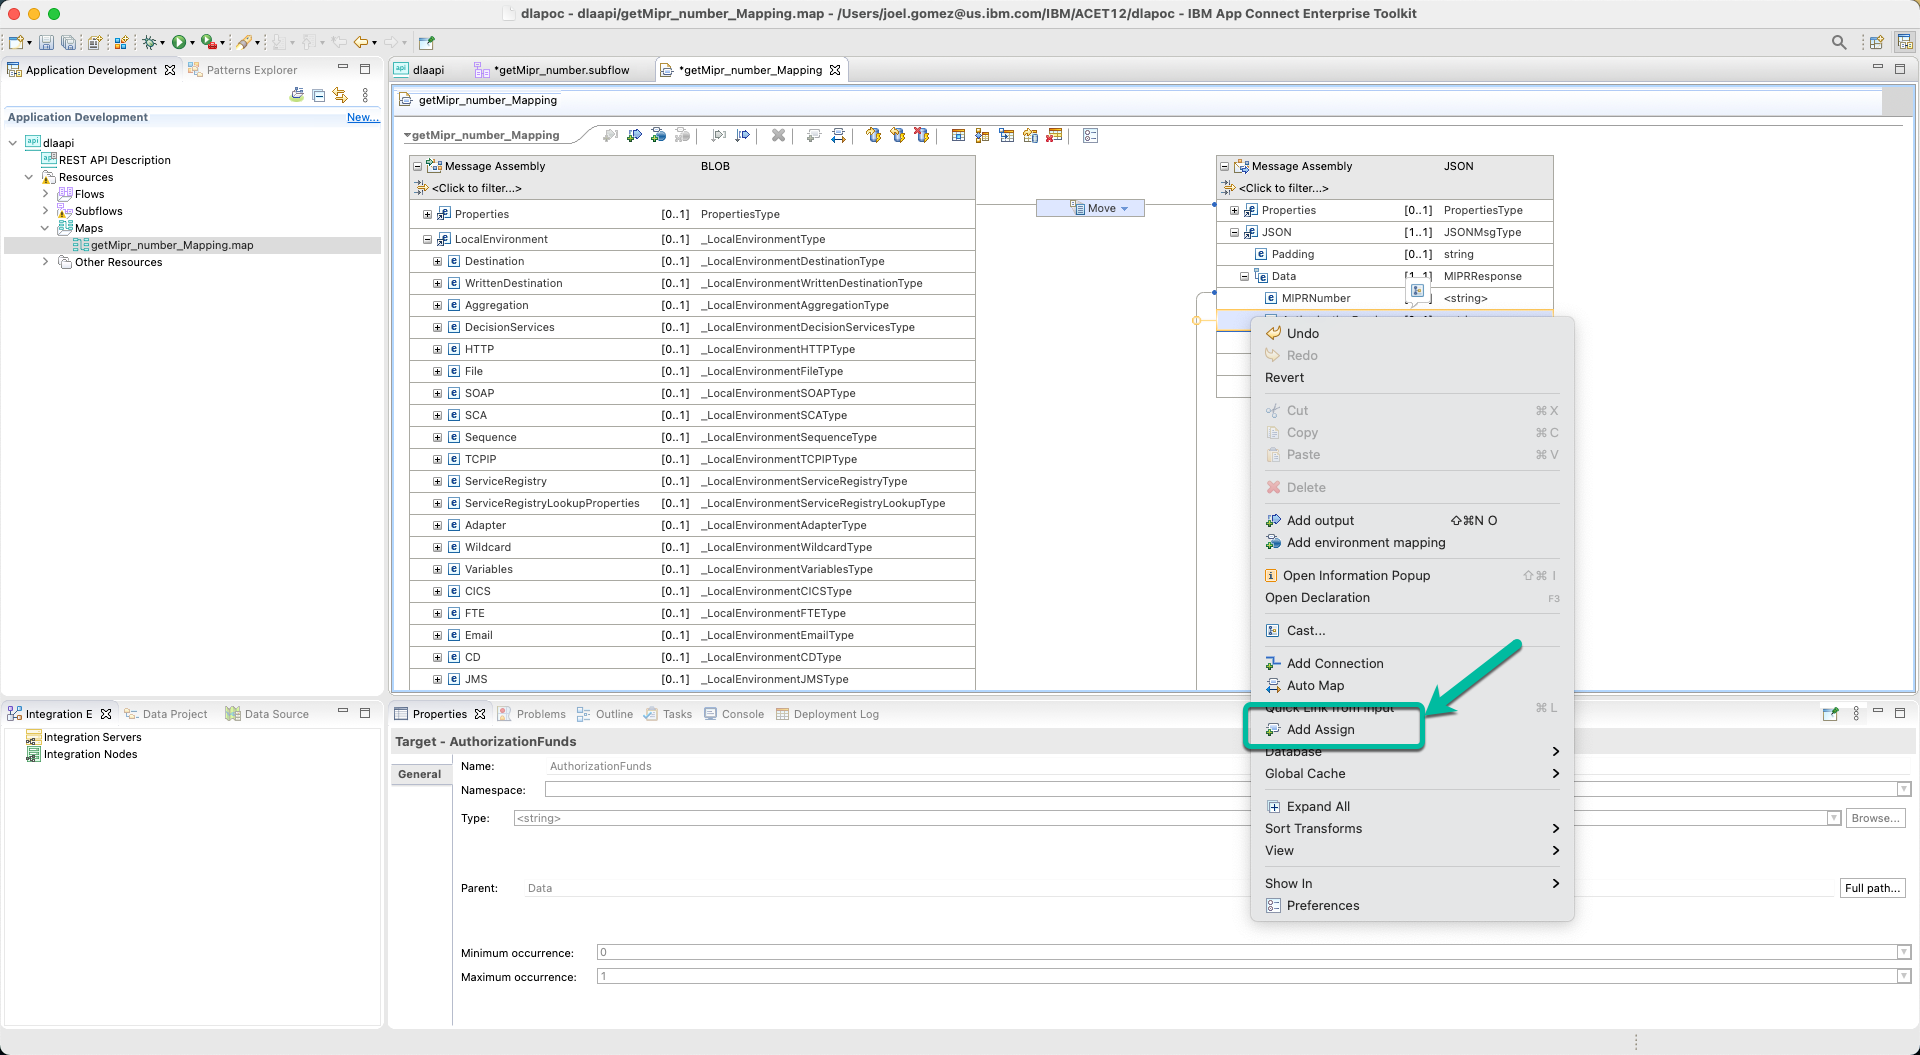 dlapoc - dlaapi/getMipr_number_Mapping.map - /Users/joel.gomez@us.ibm.com/IBM/ACET12/dlapoc - IBM App Connect Enterprise Toolkit
Application Development
Patterns Explorer
dlaapi
*getMipr_number.subflow
*getMipr_number_Mapping
Application Development
New...
dlaapi
REST API Description
Resources
Flows
Subflows
Maps
getMipr_number_Mapping.map
Other Resources
getMipr_number_Mapping
getMipr_number_Mapping
Message Assembly BLOB
<Click to filter...>
Properties [0..1] PropertiesType
LocalEnvironment [0..1] _LocalEnvironmentType
Destination [0..1] _LocalEnvironmentDestinationType
WrittenDestination [0..1] _LocalEnvironmentWrittenDestinationType
Aggregation [0..1] _LocalEnvironmentAggregationType
DecisionServices [0..1] _LocalEnvironmentDecisionServicesType
HTTP [0..1] _LocalEnvironmentHTTPType
File [0..1] _LocalEnvironmentFileType
SOAP [0..1] _LocalEnvironmentSOAPType
SCA [0..1] _LocalEnvironmentSCAType
Sequence [0..1] _LocalEnvironmentSequenceType
TCPIP [0..1] _LocalEnvironmentTCPIPType
ServiceRegistry [0..1] _LocalEnvironmentServiceRegistryType
ServiceRegistryLookupProperties [0..1] _LocalEnvironmentServiceRegistryLookupType
Adapter [0..1] _LocalEnvironmentAdapterType
Wildcard [0..1] _LocalEnvironmentWildcardType
Variables [0..1] _LocalEnvironmentVariablesType
CICS [0..1] _LocalEnvironmentCICSType
FTE [0..1] _LocalEnvironmentFTEType
Email [0..1] _LocalEnvironmentEmailType
CD [0..1] _LocalEnvironmentCDType
JMS [0..1] _LocalEnvironmentJMSType
Move
Message Assembly JSON
<Click to filter...>
Properties [0..1] PropertiesType
JSON [1..1] JSONMsgType
Padding [0..1] string
Data [1..1] MIPRResponse
MIPRNumber <string>
Undo
Redo
Revert
Cut ⌘ X
Copy ⌘ C
Paste ⌘ V
Delete
Add output ⇧⌘N O
Add environment mapping
Open Information Popup ⇧⌘ I
Open Declaration F3
Cast...
Add Connection
Auto Map
Quick Link from Input ⌘ L
Add Assign
Database
Global Cache
Expand All
Sort Transforms
View
Show In
Preferences
Integration E
Data Project
Data Source
Integration Servers
Integration Nodes
Properties
Problems
Outline
Tasks
Console
Deployment Log
Target - AuthorizationFunds
General
Name: AuthorizationFunds
Namespace:
Type: <string> Browse...
Parent: Data Full path...
Minimum occurrence: 0
Maximum occurrence: 1